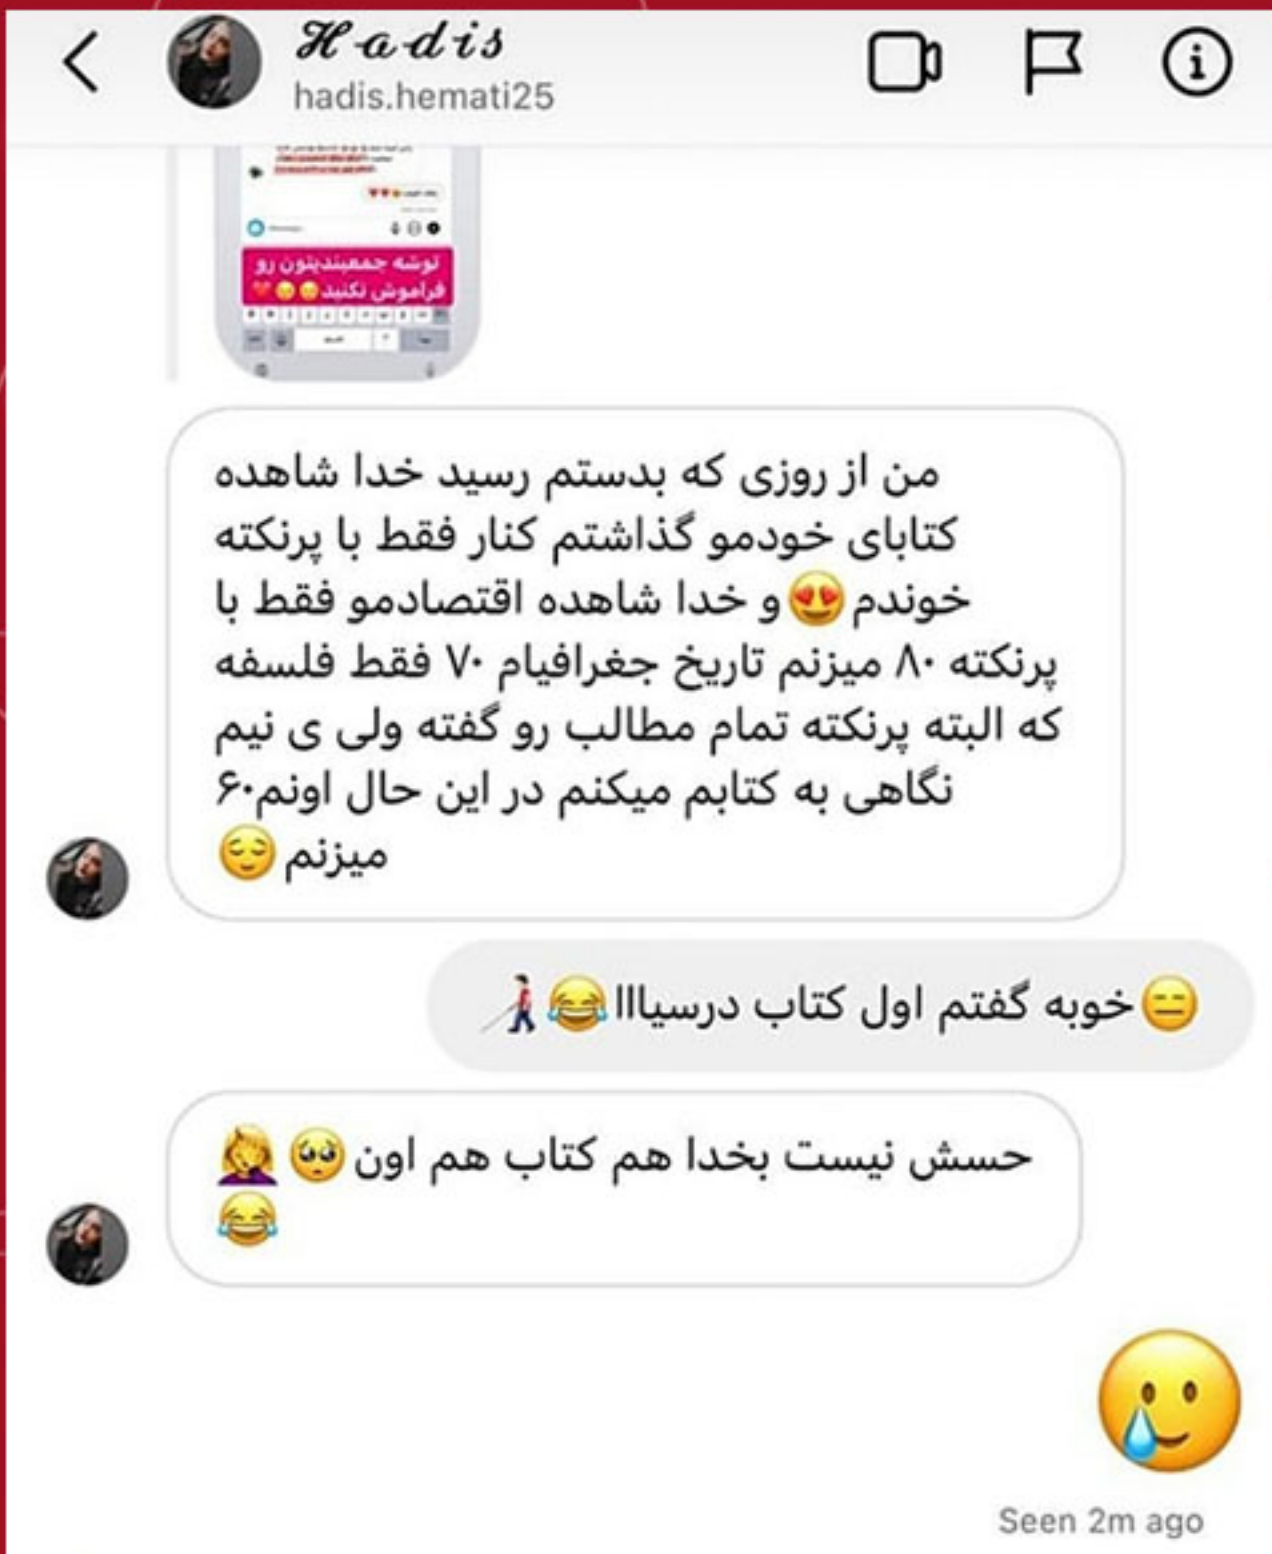 Hadis
hadis.hemati25
توشه جمعبندیتون رو
فراموش نکنید😔😔💔
من از روزی که بدستم رسید خدا شاهده
کتابای خودمو گذاشتم کنار فقط با پرنکته
خوندم😍و خدا شاهده اقتصادمو فقط با
پرنکته ۸۰ میزنم تاریخ جغرافیام ۷۰ فقط فلسفه
که البته پرنکته تمام مطالب رو گفته ولی ی نیم
نگاهی به کتابم میکنم در این حال اونم۶۰
میزنم😌
😑خوبه گفتم اول کتاب درسیااا😂👨‍🦯
حسش نیست بخدا هم کتاب هم اون🥺🤦‍♀️
😂
🥲
Seen 2m ago